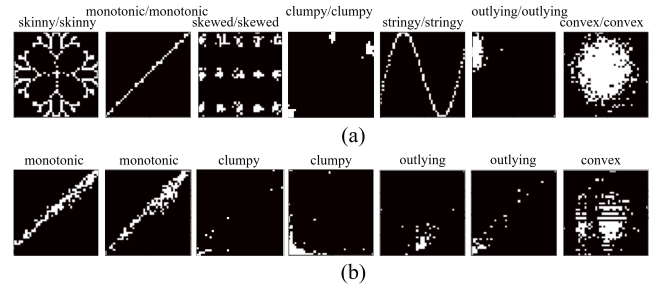 monotonic/monotonic clumpy/clumpy outlying/outlying
skinny/skinny skewed/skewed stringy/stringy convex/convex
(a)
monotonic monotonic clumpy clumpy outlying outlying convex
(b)